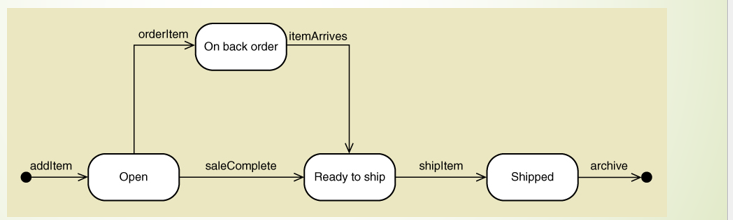 orderItem
On back order
itemArrives
addItem
Open
saleComplete
Ready to ship
shipItem
Shipped
archive